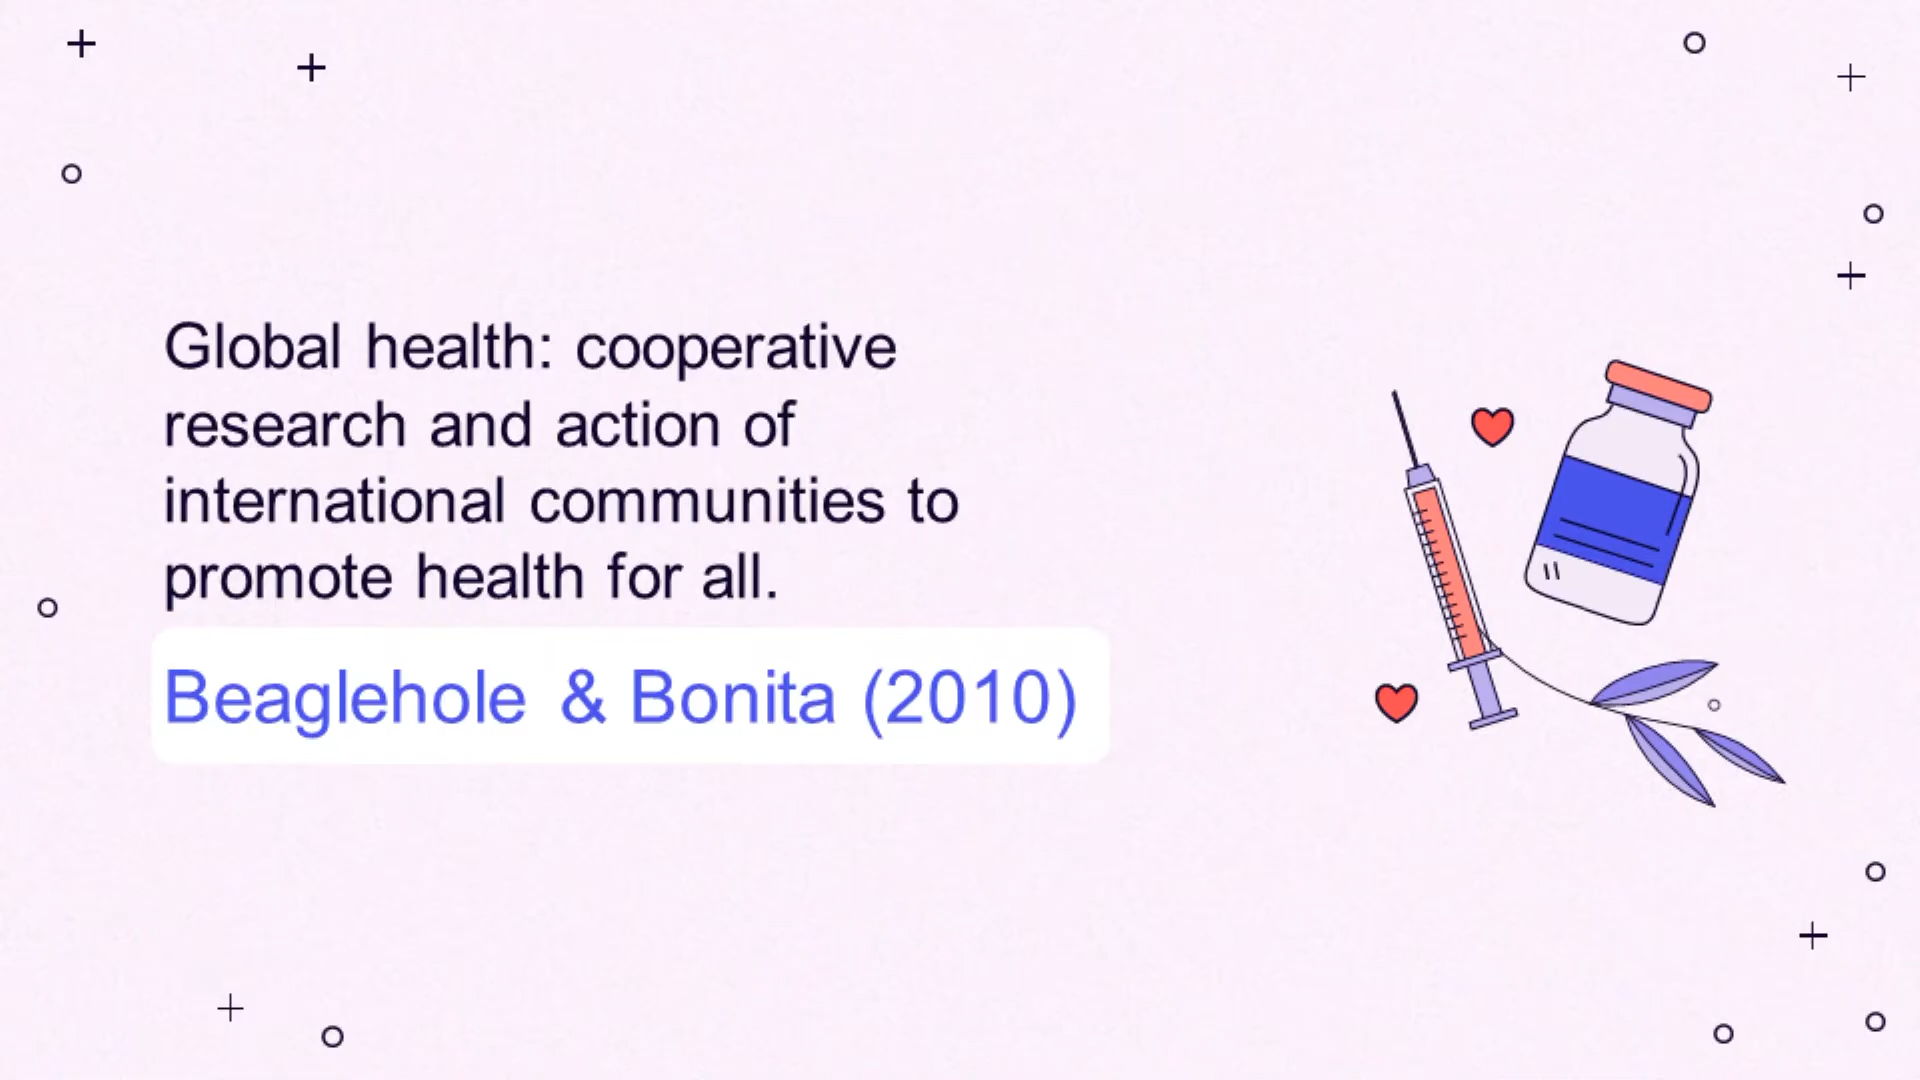 Global health: cooperative
research and action of
international communities to
promote health for all.
Beaglehole & Bonita (2010)